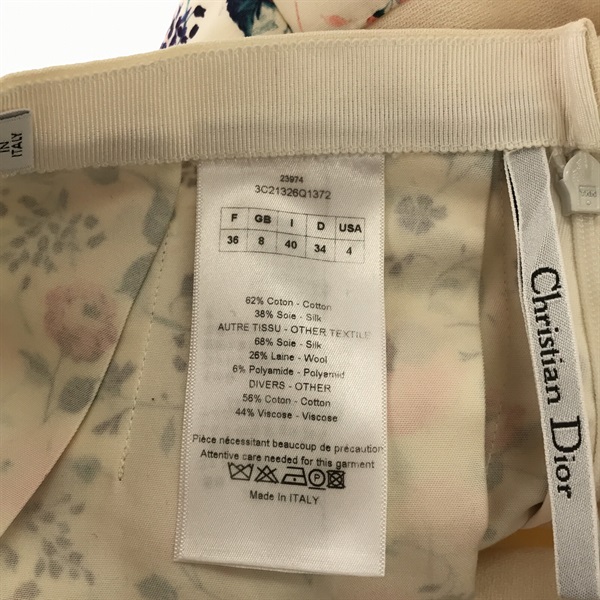 IN
ITALY
23974
3C21326Q1372
F GB I D USA
36 8 40 34 4
62% Coton - Cotton
38% Soie - Silk
AUTRE TISSU - OTHER TEXTILE
68% Soie - Silk
26% Laine - Wool
6% Polyamide - Polyamid
DIVERS - OTHER
56% Coton - Cotton
44% Viscose - Viscose
Pièce nécessitant beaucoup de précaution
Attentive care needed for this garment
P
Made In ITALY
Christian Dior